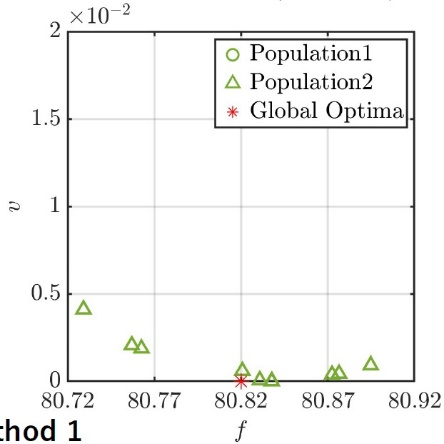 ×10⁻²
2
Population1
Population2
Global Optima
1.5
1
v
0.5
0
80.72 80.77 80.82 80.87 80.92
thod 1
f